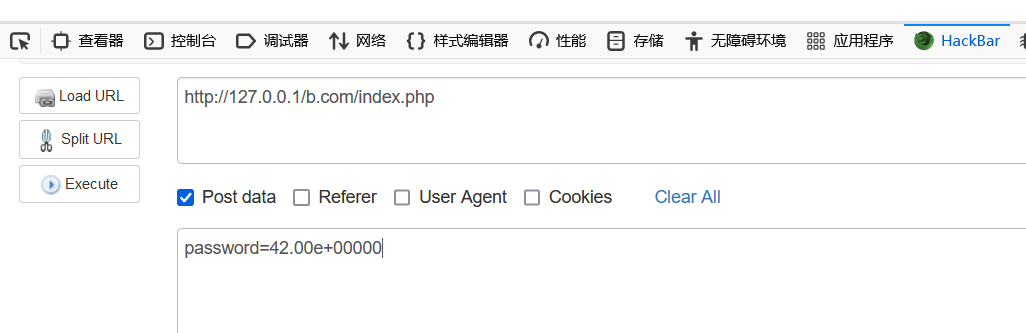 查看器 控制台 调试器 网络 {} 样式编辑器 性能 存储 无障碍环境 应用程序 HackBar
Load URL http://127.0.0.1/b.com/index.php
Split URL
Execute
Post data Referer User Agent Cookies Clear All
password=42.00e+00000